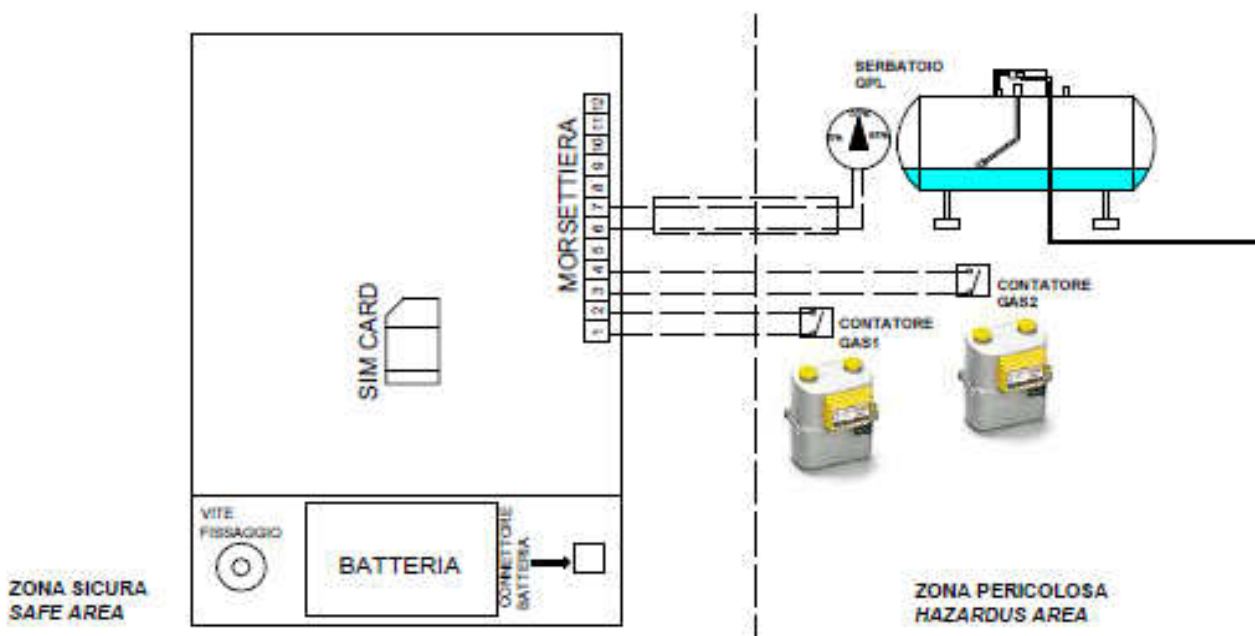 SERBATOIO
GPL
MORSETTIERA
12
11
10
9
8
7
6
5
4
3
2
1
SIM CARD
CONTATORE
GAS2
CONTATORE
GAS1
VITE
FISSAGGIO
BATTERIA
CONNETTORE
BATTERIA
ZONA SICURA
SAFE AREA
ZONA PERICOLOSA
HAZARDUS AREA